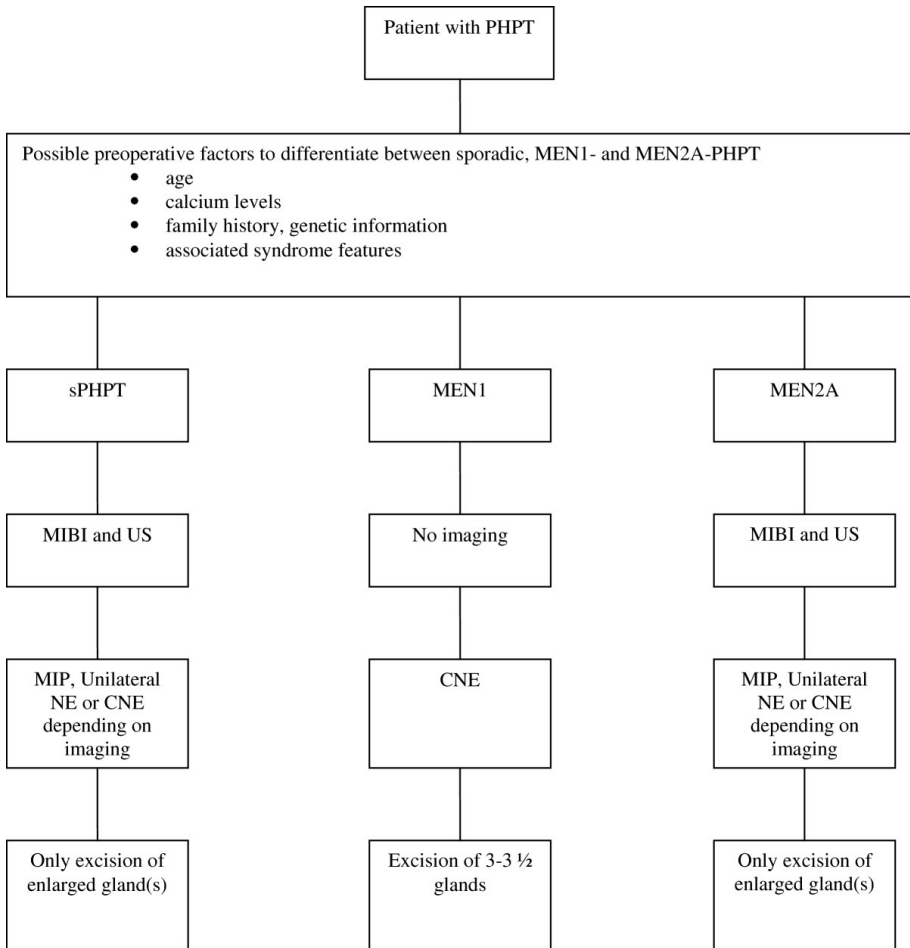 Patient with PHPT
Possible preoperative factors to differentiate between sporadic, MEN1- and MEN2A-PHPT
• age
• calcium levels
• family history, genetic information
• associated syndrome features
sPHPT
MEN1
MEN2A
MIBI and US
No imaging
MIBI and US
MIP, Unilateral
NE or CNE
depending on
imaging
CNE
MIP, Unilateral
NE or CNE
depending on
imaging
Only excision of
enlarged gland(s)
Excision of 3-3 ½
glands
Only excision of
enlarged gland(s)